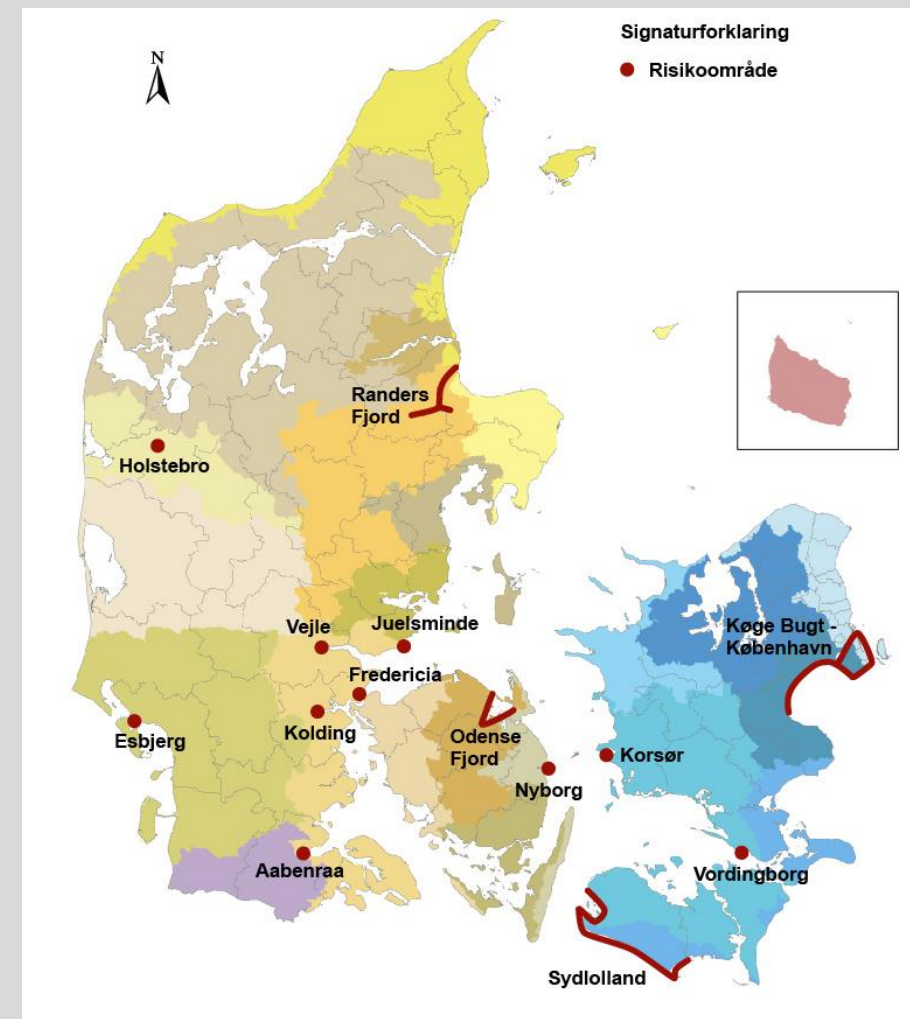 Signaturforklaring
Risikoområde
N
Randers
Fjord
Holstebro
Køge Bugt -
København
Vejle
Juelsminde
Fredericia
Esbjerg
Kolding
Odense
Fjord
Korsør
Nyborg
Aabenraa
Vordingborg
Sydlolland